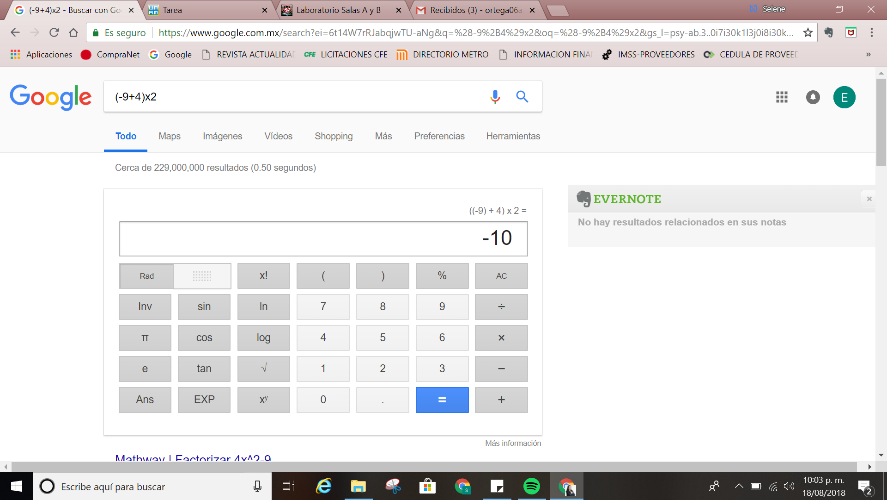 (-9+4)x2 - Buscar con Go
Tarea
Laboratorio Salas A y B
Recibidos (3) - ortega06a
Selene
Es seguro
https://www.google.com.mx/search?ei=6t14W7rRJabqjwTU-aNg&q=%28-9%2B4%29x2&oq=%28-9%2B4%29x2&gs_l=psy-ab.3..0i7i30k1l3j0i8i30k...
Aplicaciones
CompraNet
Google
REVISTA ACTUALIDAD
CFE LICITACIONES CFE
DIRECTORIO METRO
INFORMACION FINAN
IMSS-PROVEEDORES
CEDULA DE PROVEED
»
Google
(-9+4)x2
E
Todo Maps Imágenes Vídeos Shopping Más Preferencias Herramientas
Cerca de 229,000,000 resultados (0.50 segundos)
((-9) + 4) x 2 =
-10
Rad x! ( ) % AC
Inv sin ln 7 8 9 ÷
π cos log 4 5 6 ×
e tan √ 1 2 3 −
Ans EXP xʸ 0 . = +
Más información
EVERNOTE
×
No hay resultados relacionados en sus notas
Mathway | Factorizar 4x^2-9
Escribe aquí para buscar
10:03 p. m.
18/08/2018
2